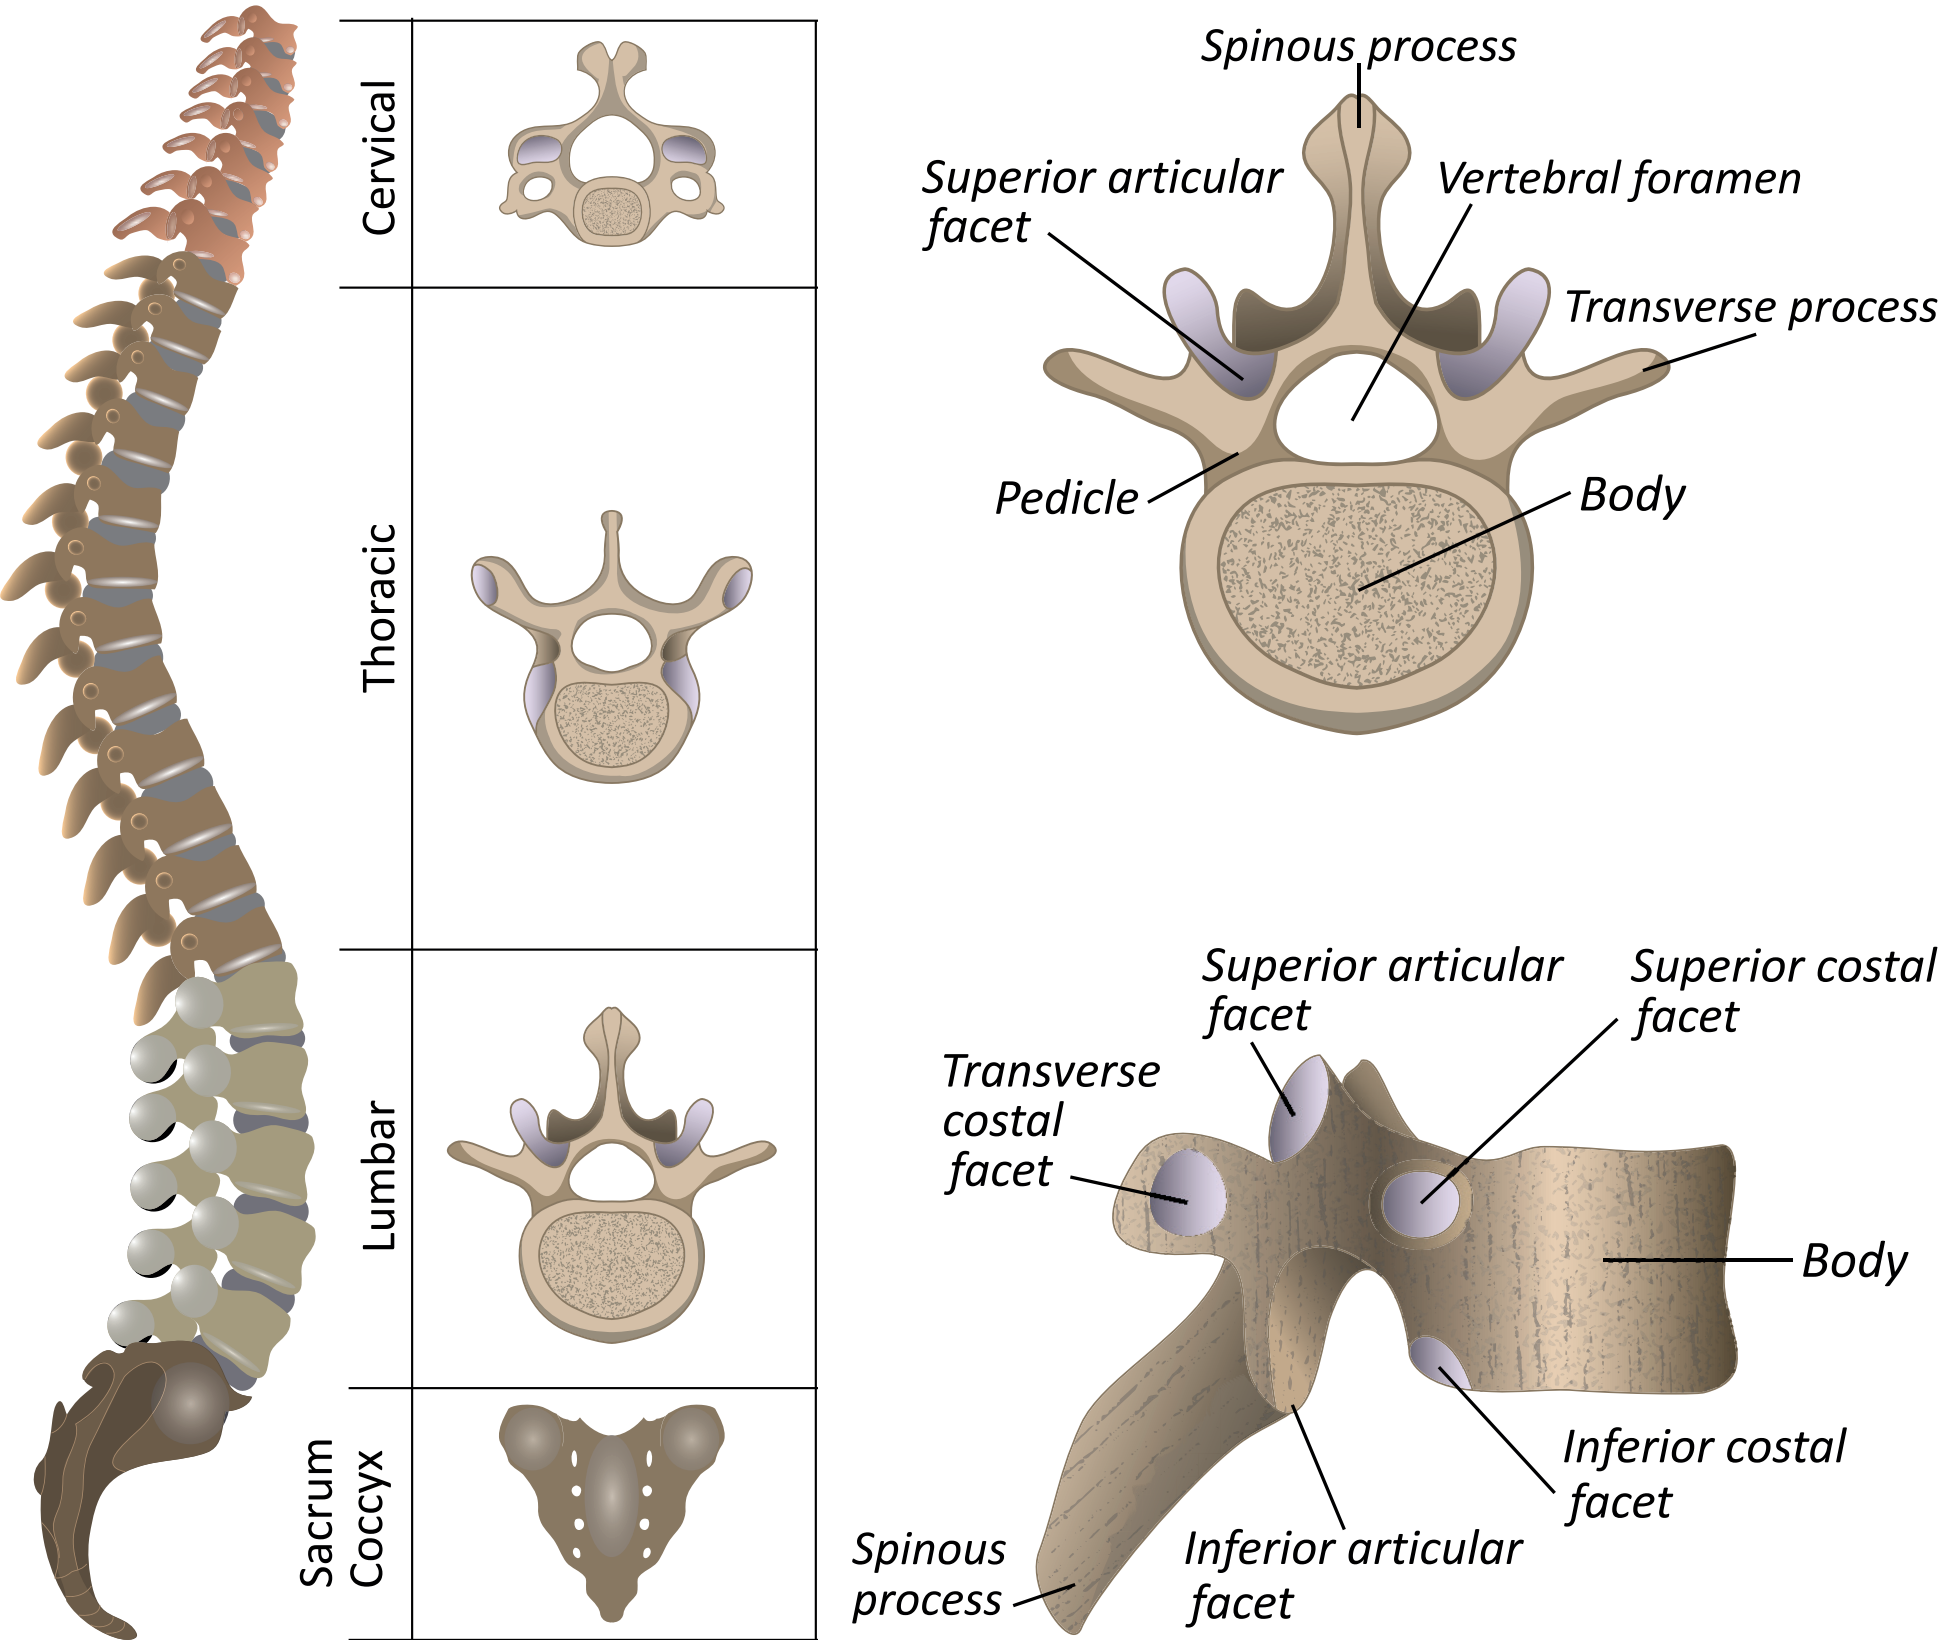 Cervical
Thoracic
Lumbar
Sacrum
Coccyx
Spinous process
Superior articular
facet
Vertebral foramen
Transverse process
Pedicle
Body
Superior articular
facet
Superior costal
facet
Transverse
costal
facet
Body
Inferior costal
facet
Inferior articular
facet
Spinous
process